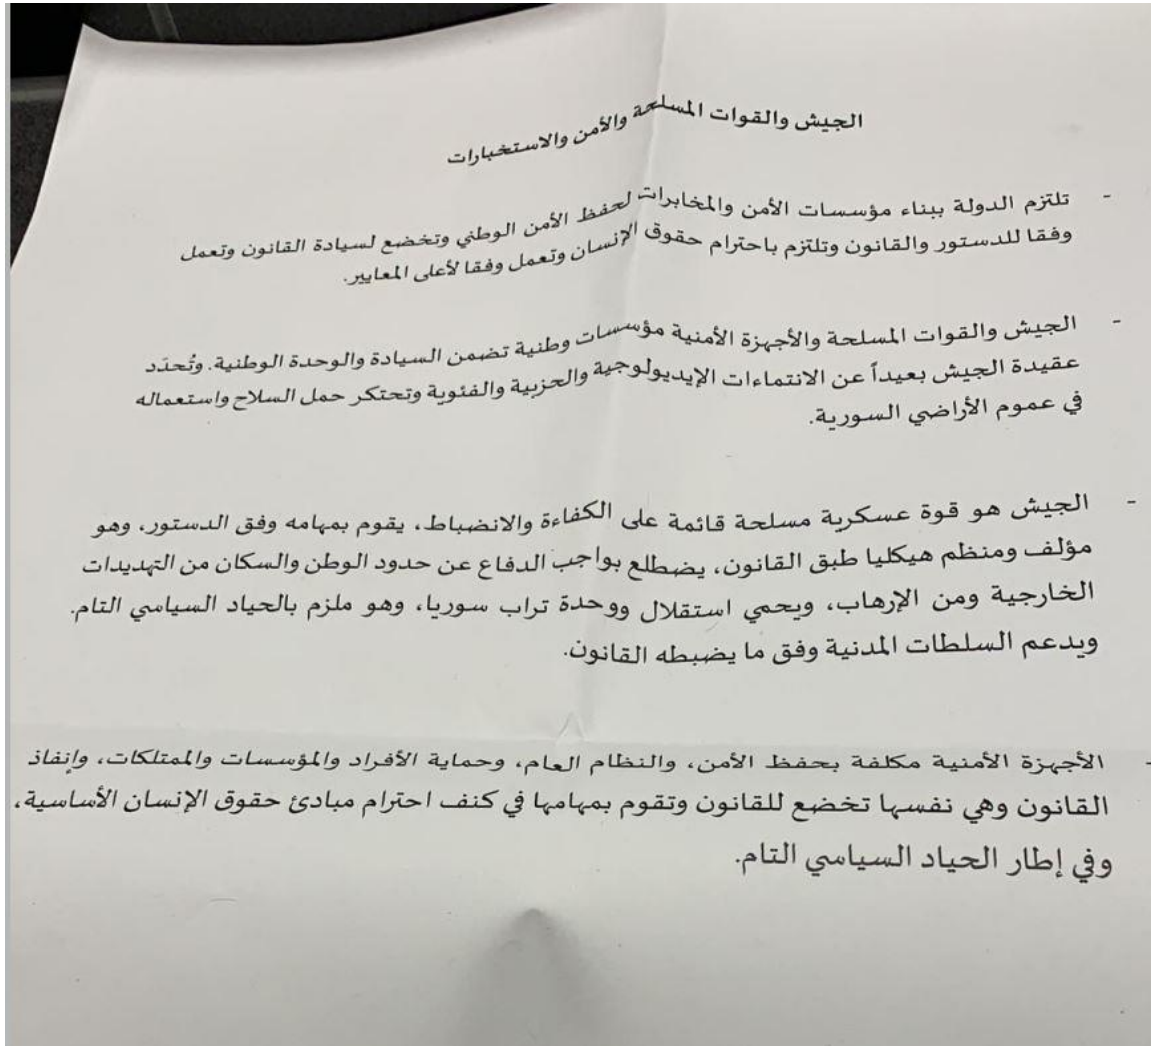 الجيش والقوات المسلحة والأمن والاستخبارات
- تلتزم الدولة ببناء مؤسسات الأمن والمخابرات لحفظ الأمن الوطني وتخضع لسيادة القانون وتعمل
وفقا للدستور والقانون وتلتزم باحترام حقوق الإنسان وتعمل وفقا لأعلى المعايير.
- الجيش والقوات المسلحة والأجهزة الأمنية مؤسسات وطنية تضمن السيادة والوحدة الوطنية. وتُحدَد
عقيدة الجيش بعيداً عن الانتماءات الإيديولوجية والحزبية والفئوية وتحتكر حمل السلاح واستعماله
في عموم الأراضي السورية.
- الجيش هو قوة عسكرية مسلحة قائمة على الكفاءة والانضباط، يقوم بمهامه وفق الدستور، وهو
مؤلف ومنظم هيكليا طبق القانون، يضطلع بواجب الدفاع عن حدود الوطن والسكان من التهديدات
الخارجية ومن الإرهاب، ويحمي استقلال ووحدة تراب سوريا، وهو ملزم بالحياد السياسي التام.
ويدعم السلطات المدنية وفق ما يضبطه القانون.
- الأجهزة الأمنية مكلفة بحفظ الأمن، والنظام العام، وحماية الأفراد والمؤسسات والممتلكات، وإنفاذ
القانون وهي نفسها تخضع للقانون وتقوم بمهامها في كنف احترام مبادئ حقوق الإنسان الأساسية،
وفي إطار الحياد السياسي التام.